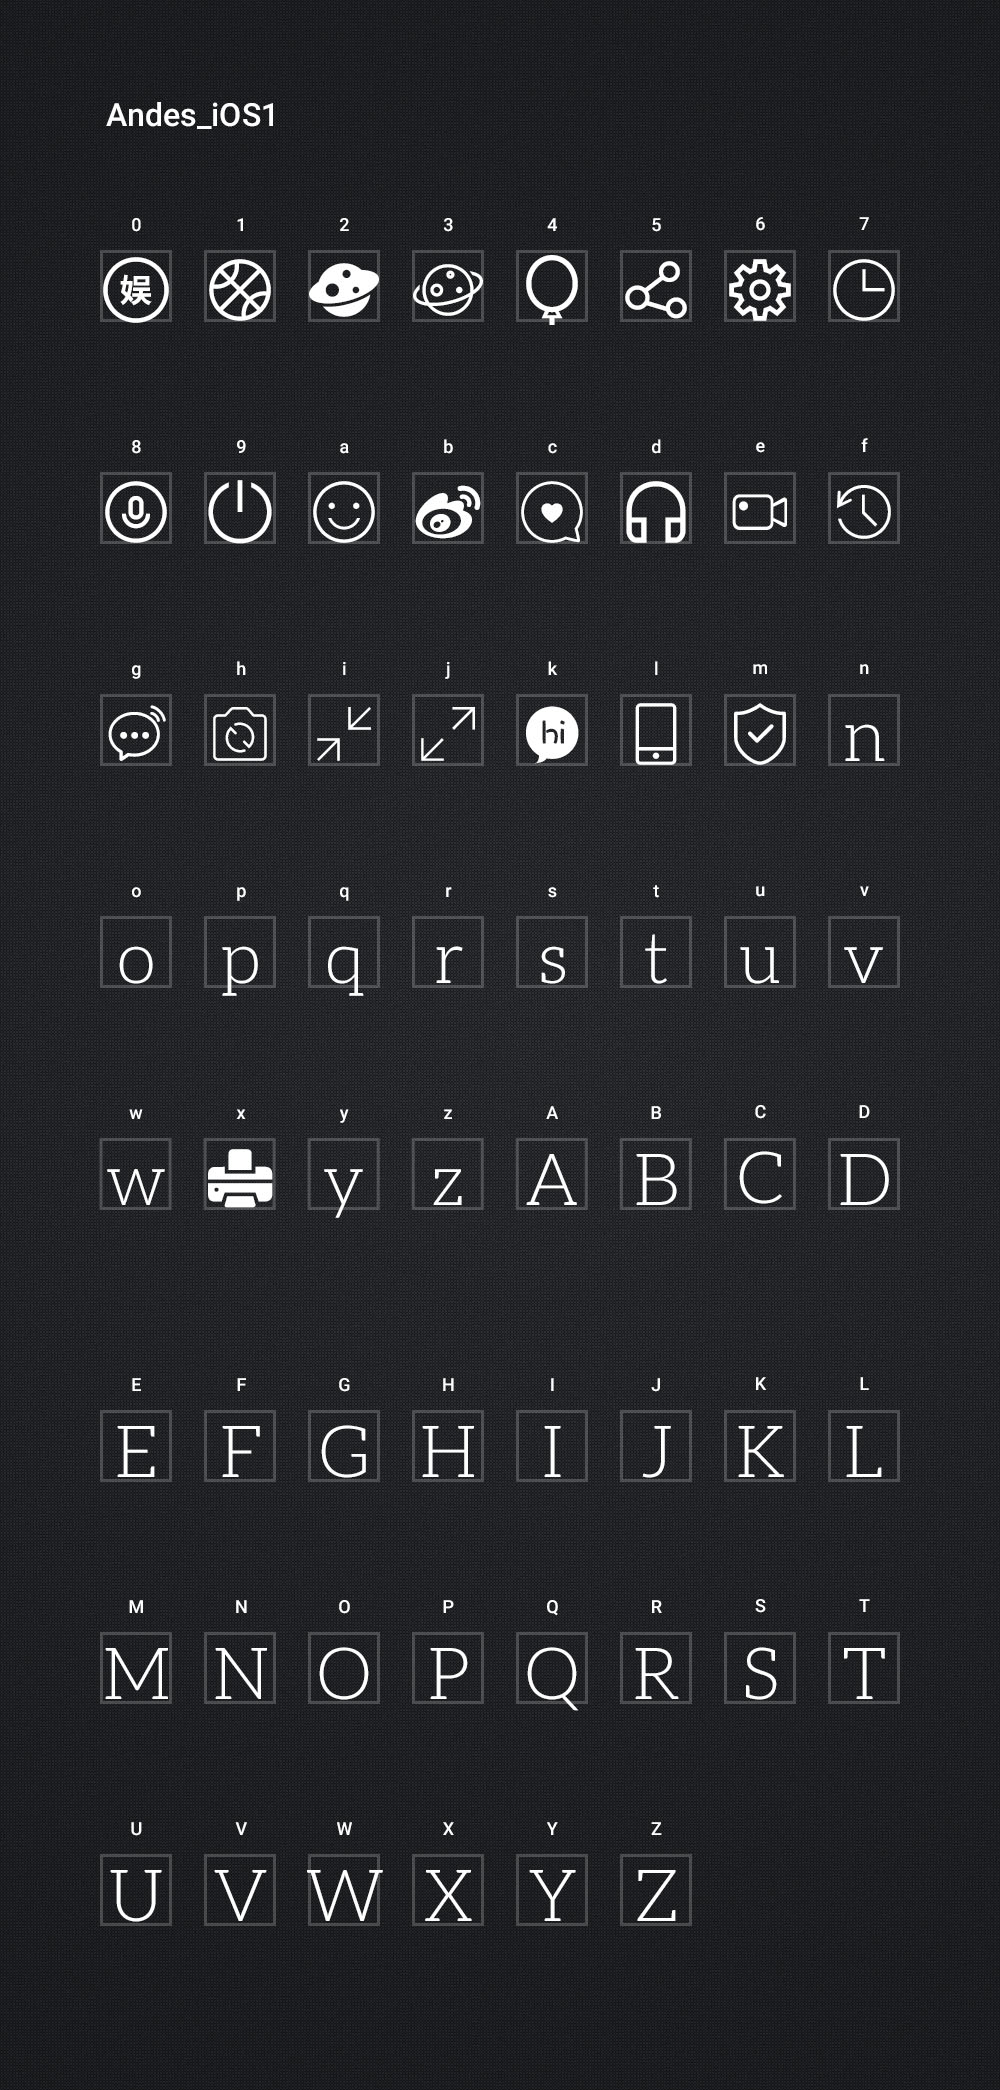 Andes_iOS1
0 1 2 3 4 5 6 7
娱
8 9 a b c d e f
g h i j k l m n
hi n
o p q r s t u v
o p q r s t u v
w x y z A B C D
w y z A B C D
E F G H I J K L
E F G H I J K L
M N O P Q R S T
M N O P Q R S T
U V W X Y Z
U V W X Y Z